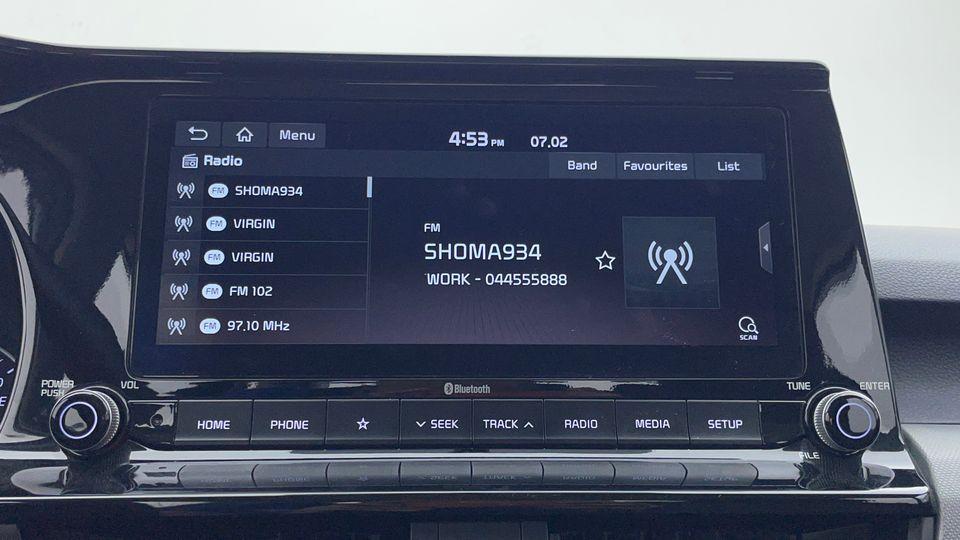 Menu
4:53 PM
07.02
Radio
Band
Favourites
List
FM SHOMA934
FM VIRGIN
FM VIRGIN
FM FM 102
FM 97.10 MHz
FM
SHOMA934
WORK - 044555888
SCAN
POWER
PUSH
VOL
Bluetooth
TUNE
ENTER
HOME
PHONE
SEEK
TRACK
RADIO
MEDIA
SETUP
FILE